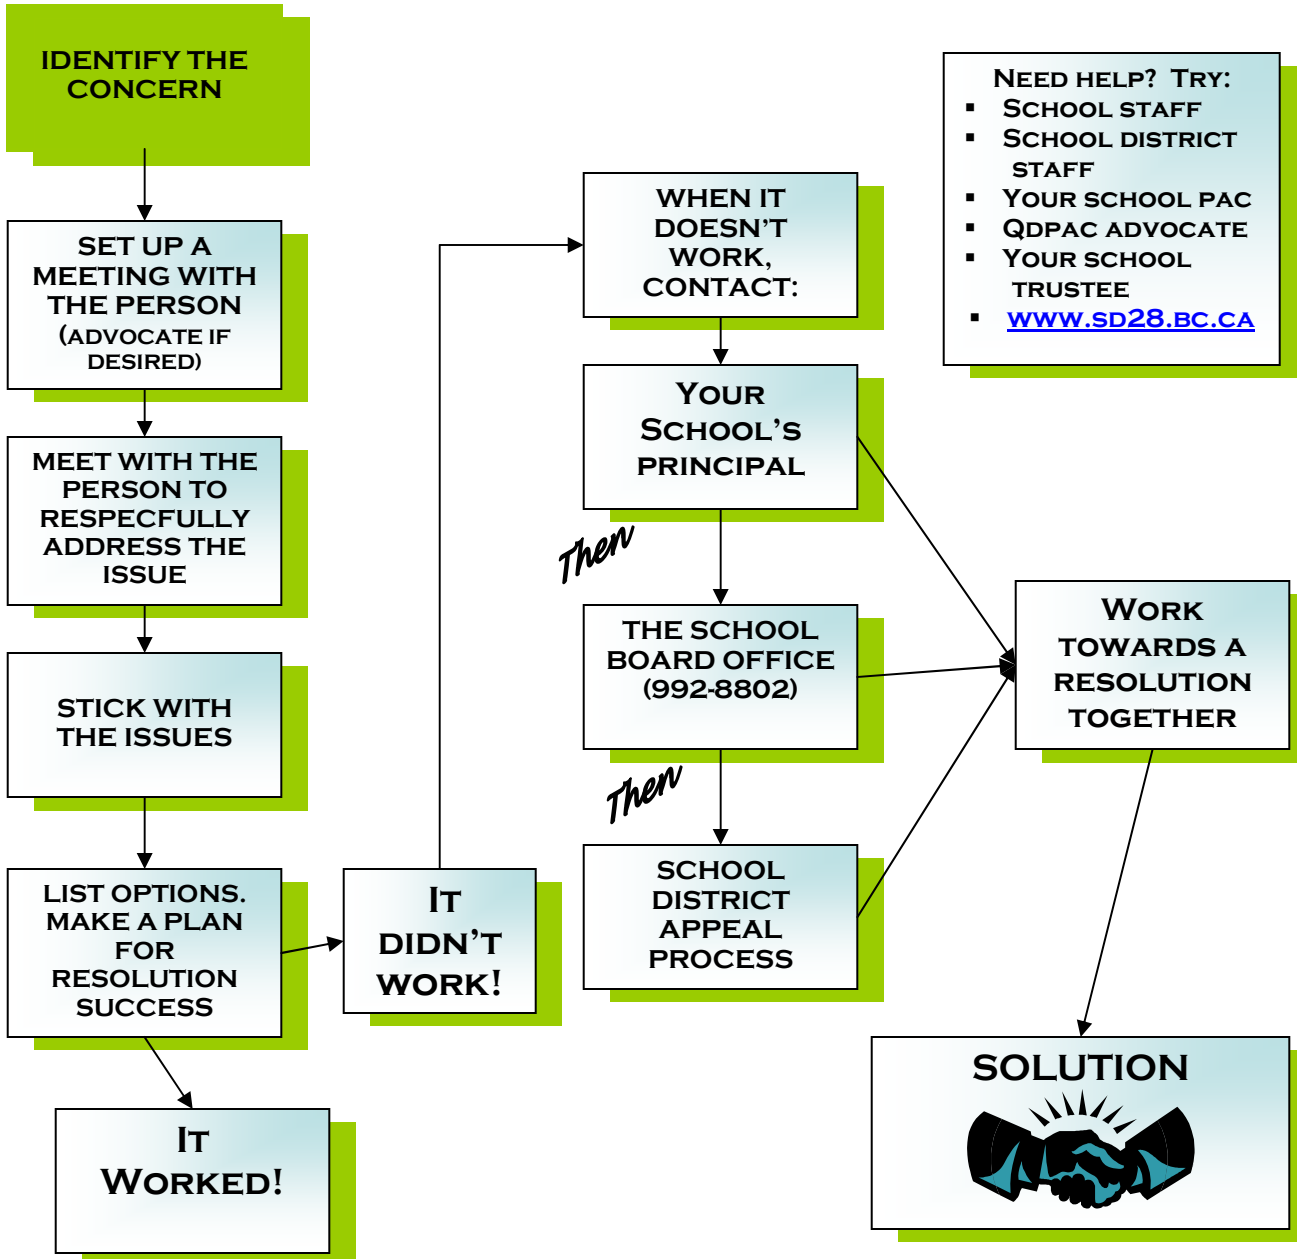 IDENTIFY THE
CONCERN
SET UP A
MEETING WITH
THE PERSON
(ADVOCATE IF
DESIRED)
MEET WITH THE
PERSON TO
RESPECFULLY
ADDRESS THE
ISSUE
STICK WITH
THE ISSUES
LIST OPTIONS.
MAKE A PLAN
FOR
RESOLUTION
SUCCESS
IT
WORKED!
IT
DIDN'T
WORK!
WHEN IT
DOESN'T
WORK,
CONTACT:
YOUR
SCHOOL'S
PRINCIPAL
Then
THE SCHOOL
BOARD OFFICE
(992-8802)
Then
SCHOOL
DISTRICT
APPEAL
PROCESS
NEED HELP? TRY:
▪ SCHOOL STAFF
▪ SCHOOL DISTRICT
STAFF
▪ YOUR SCHOOL PAC
▪ QDPAC ADVOCATE
▪ YOUR SCHOOL
TRUSTEE
▪ WWW.SD28.BC.CA
WORK
TOWARDS A
RESOLUTION
TOGETHER
SOLUTION